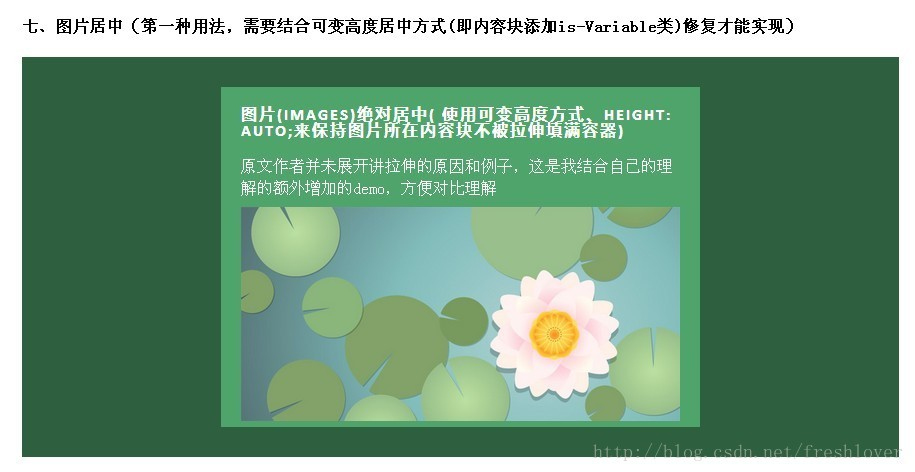 七、图片居中（第一种用法，需要结合可变高度居中方式(即内容块添加is-Variable类)修复才能实现）
图片(IMAGES)绝对居中( 使用可变高度方式、HEIGHT:
AUTO;来保持图片所在内容块不被拉伸填满容器)
原文作者并未展开讲拉伸的原因和例子，这是我结合自己的理
解的额外增加的demo，方便对比理解
http://blog.csdn.net/freshlover